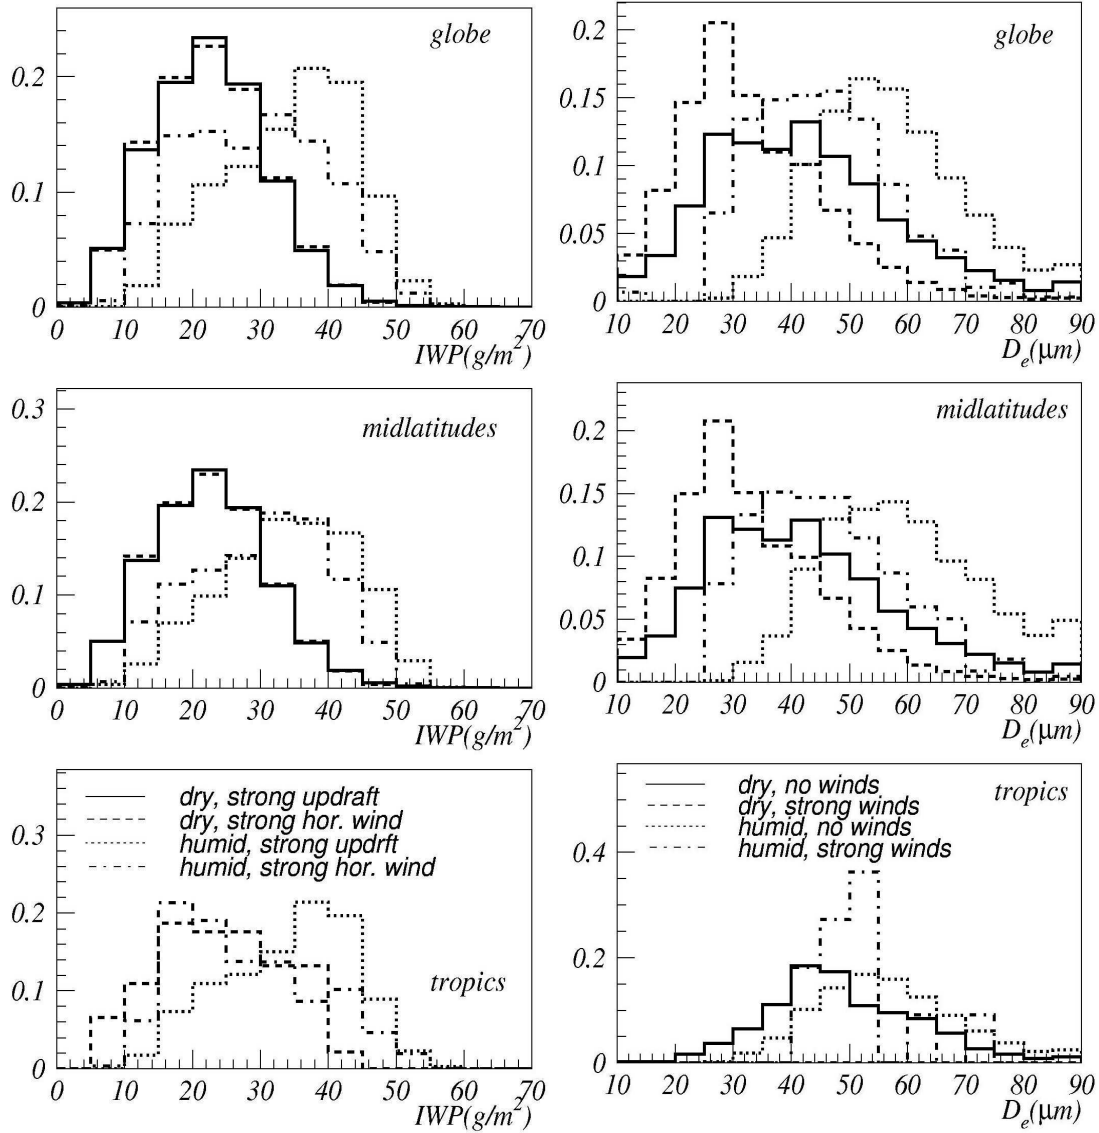 globe
0.2
0.1
0
0 10 20 30 40 50 60 70
IWP(g/m²)
globe
0.2
0.15
0.1
0.05
0
10 20 30 40 50 60 70 80 90
Dₑ(μm)
midlatitudes
0.3
0.2
0.1
0
0 10 20 30 40 50 60 70
IWP(g/m²)
midlatitudes
0.2
0.15
0.1
0.05
0
10 20 30 40 50 60 70 80 90
Dₑ(μm)
dry, strong updraft
dry, strong hor. wind
humid, strong updrft
humid, strong hor. wind
0.3
0.2
0.1
0
tropics
0 10 20 30 40 50 60 70
IWP(g/m²)
dry, no winds
dry, strong winds
humid, no winds
humid, strong winds
tropics
0.4
0.2
0
10 20 30 40 50 60 70 80 90
Dₑ(μm)